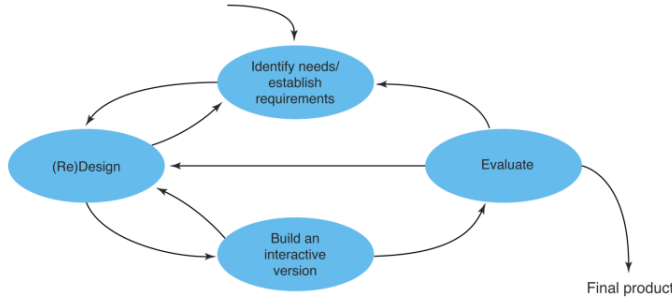 Identify needs/
establish
requirements
(Re)Design
Evaluate
Build an
interactive
version
Final product